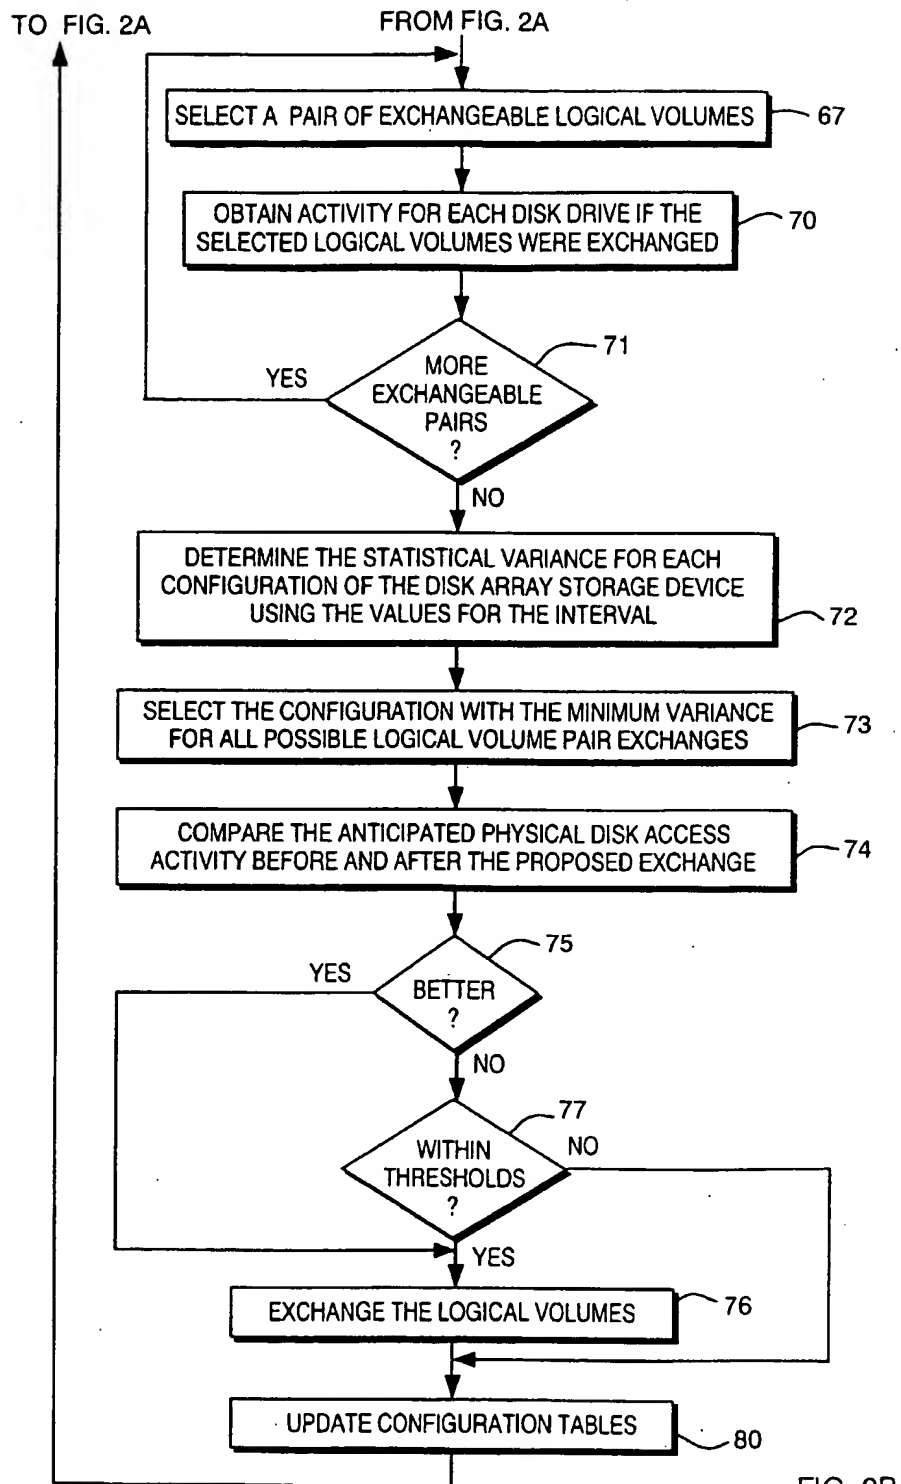 TO FIG. 2A
FROM FIG. 2A
SELECT A PAIR OF EXCHANGEABLE LOGICAL VOLUMES
67
OBTAIN ACTIVITY FOR EACH DISK DRIVE IF THE
SELECTED LOGICAL VOLUMES WERE EXCHANGED
70
71
MORE
EXCHANGEABLE
PAIRS
?
YES
NO
DETERMINE THE STATISTICAL VARIANCE FOR EACH
CONFIGURATION OF THE DISK ARRAY STORAGE DEVICE
USING THE VALUES FOR THE INTERVAL
72
SELECT THE CONFIGURATION WITH THE MINIMUM VARIANCE
FOR ALL POSSIBLE LOGICAL VOLUME PAIR EXCHANGES
73
COMPARE THE ANTICIPATED PHYSICAL DISK ACCESS
ACTIVITY BEFORE AND AFTER THE PROPOSED EXCHANGE
74
75
YES
BETTER
?
NO
77
WITHIN
THRESHOLDS
?
NO
YES
EXCHANGE THE LOGICAL VOLUMES
76
UPDATE CONFIGURATION TABLES
80